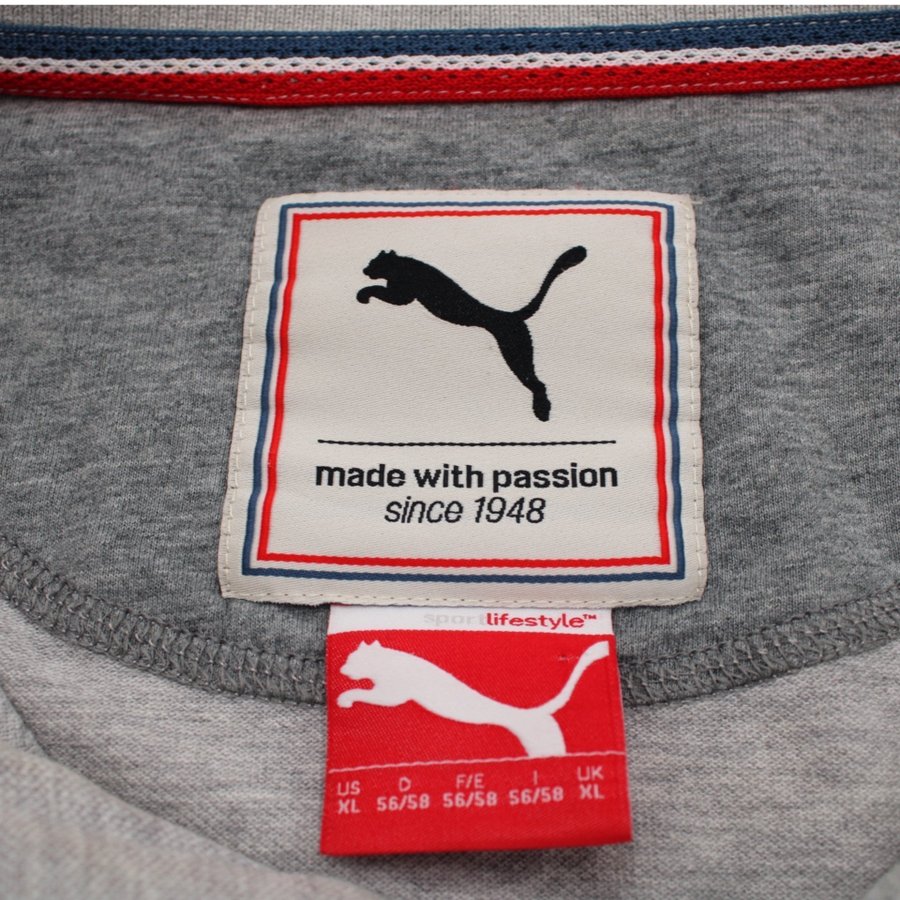 made with passion
since 1948
sportlifestyle™
US D F/E I UK
XL 56/58 56/58 56/58 XL